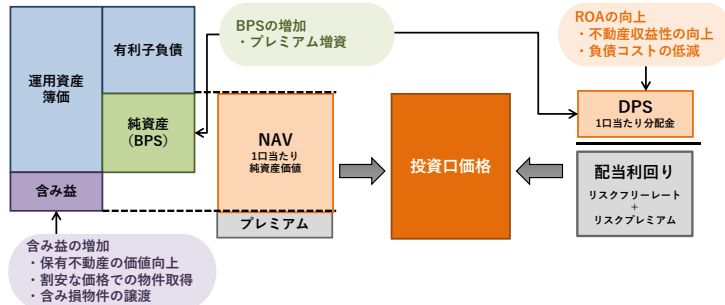 運用資産
簿価
有利子負債
純資産
（BPS）
含み益
BPSの増加
・プレミアム増資
NAV
1口当たり
純資産価値
プレミアム
投資口価格
ROAの向上
・不動産収益性の向上
・負債コストの低減
DPS
1口当たり分配金
配当利回り
リスクフリーレート
+
リスクプレミアム
含み益の増加
・保有不動産の価値向上
・割安な価格での物件取得
・含み損物件の譲渡